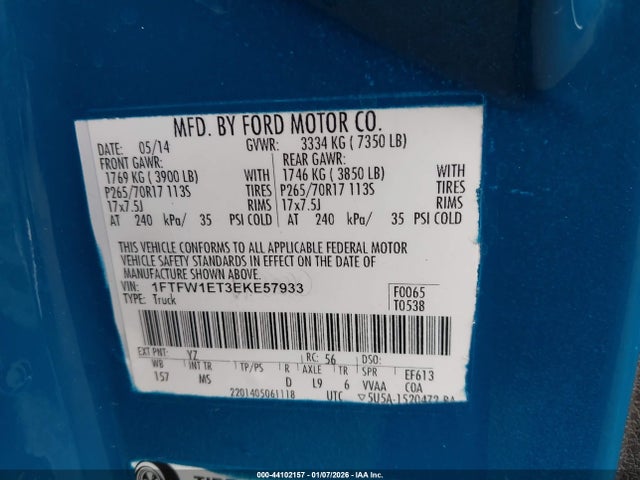 MFD. BY FORD MOTOR CO.
DATE: 05/14 GVWR: 3334 KG ( 7350 LB)
FRONT GAWR: REAR GAWR:
1769 KG ( 3900 LB) WITH 1746 KG ( 3850 LB) WITH
P265/70R17 113S TIRES P265/70R17 113S TIRES
17x7.5J RIMS 17x7.5J RIMS
AT 240 kPa/ 35 PSI COLD AT 240 kPa/ 35 PSI COLD
THIS VEHICLE CONFORMS TO ALL APPLICABLE FEDERAL MOTOR
VEHICLE SAFETY STANDARDS IN EFFECT ON THE DATE OF
MANUFACTURE SHOWN ABOVE.
VIN: 1FTFW1ET3EKE57933 F0065
TYPE: Truck T0538
EXT PNT: YZ RC: 56 DSO:
WB INT TR TP/PS R AXLE TR SPR EF613
157 MS D L9 6 VVAA COA
2201405061118 UTC
000-44102157 - 01/07/2026 - IAA Corp.